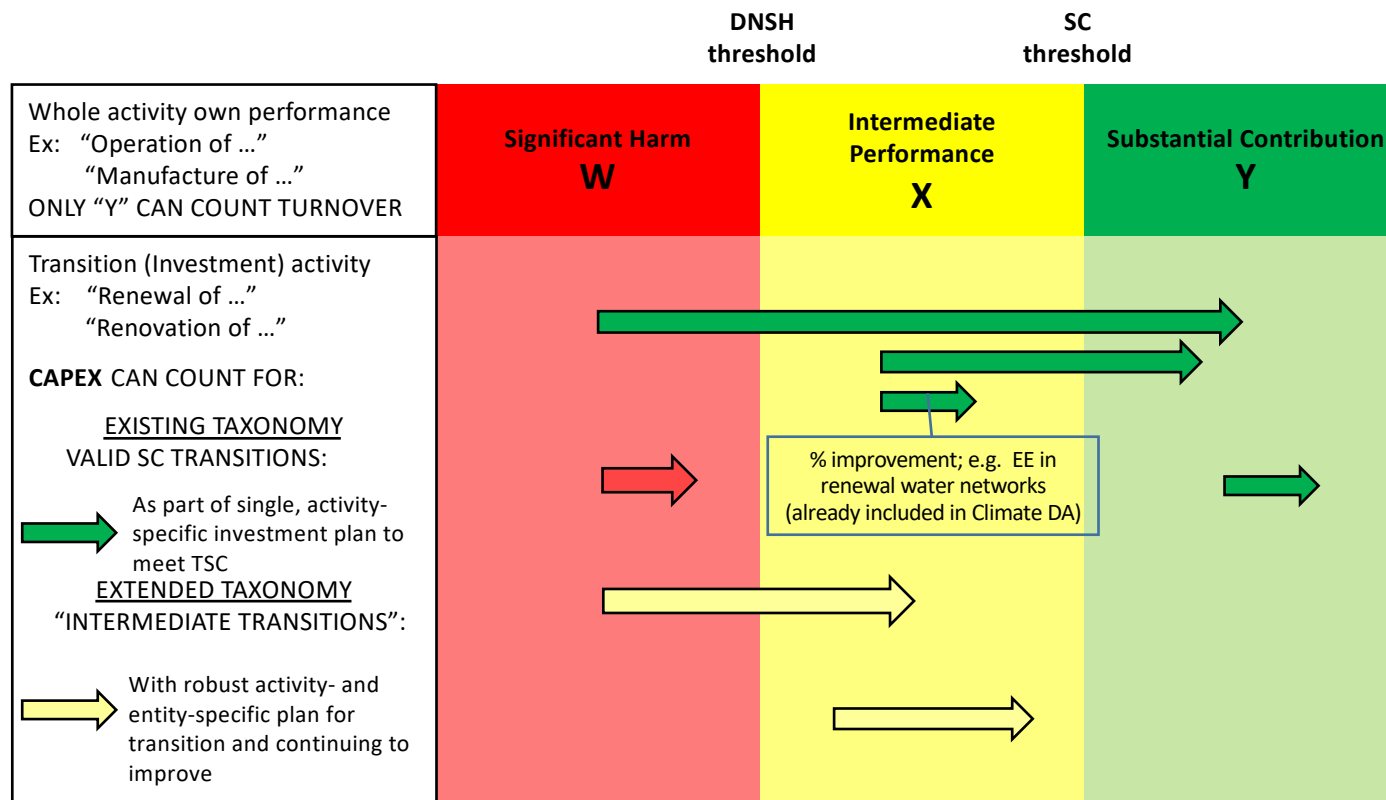 DNSH
threshold
SC
threshold
Whole activity own performance
Ex: “Operation of …”
“Manufacture of …”
ONLY “Y” CAN COUNT TURNOVER
Significant Harm
W
Intermediate
Performance
X
Substantial Contribution
Y
Transition (Investment) activity
Ex: “Renewal of …”
“Renovation of …”
CAPEX CAN COUNT FOR:
EXISTING TAXONOMY
VALID SC TRANSITIONS:
As part of single, activity-
specific investment plan to
meet TSC
EXTENDED TAXONOMY
“INTERMEDIATE TRANSITIONS”:
With robust activity- and
entity-specific plan for
transition and continuing to
improve
% improvement; e.g. EE in
renewal water networks
(already included in Climate DA)